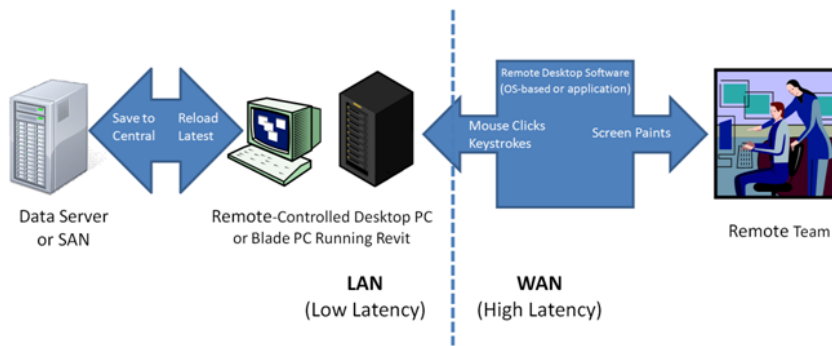 Remote Desktop Software
(OS-based or application)
Save to
Central
Reload
Latest
Mouse Clicks
Keystrokes
Screen Paints
Data Server
or SAN
Remote-Controlled Desktop PC
or Blade PC Running Revit
Remote Team
LAN
(Low Latency)
WAN
(High Latency)